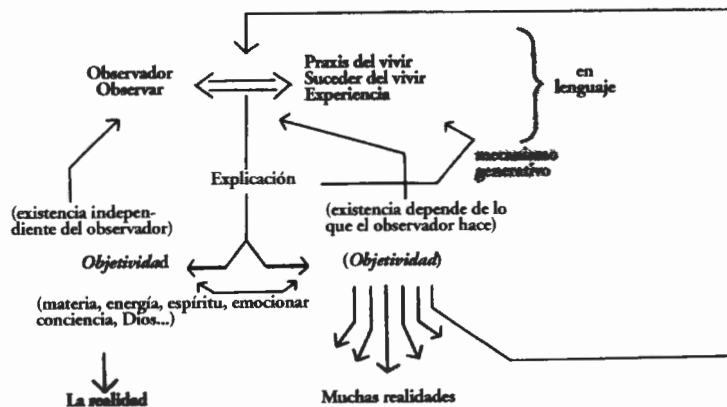 Observador
Observar
Praxis del vivir
Suceder del vivir
Experiencia
en
lenguaje
mecanismo
generativo
Explicación
(existencia indepen-
diente del observador)
(existencia depende de lo
que el observador hace)
Objetividad
(Objetividad)
(materia, energía, espíritu, emocionar
conciencia, Dios...)
La realidad
Muchas realidades